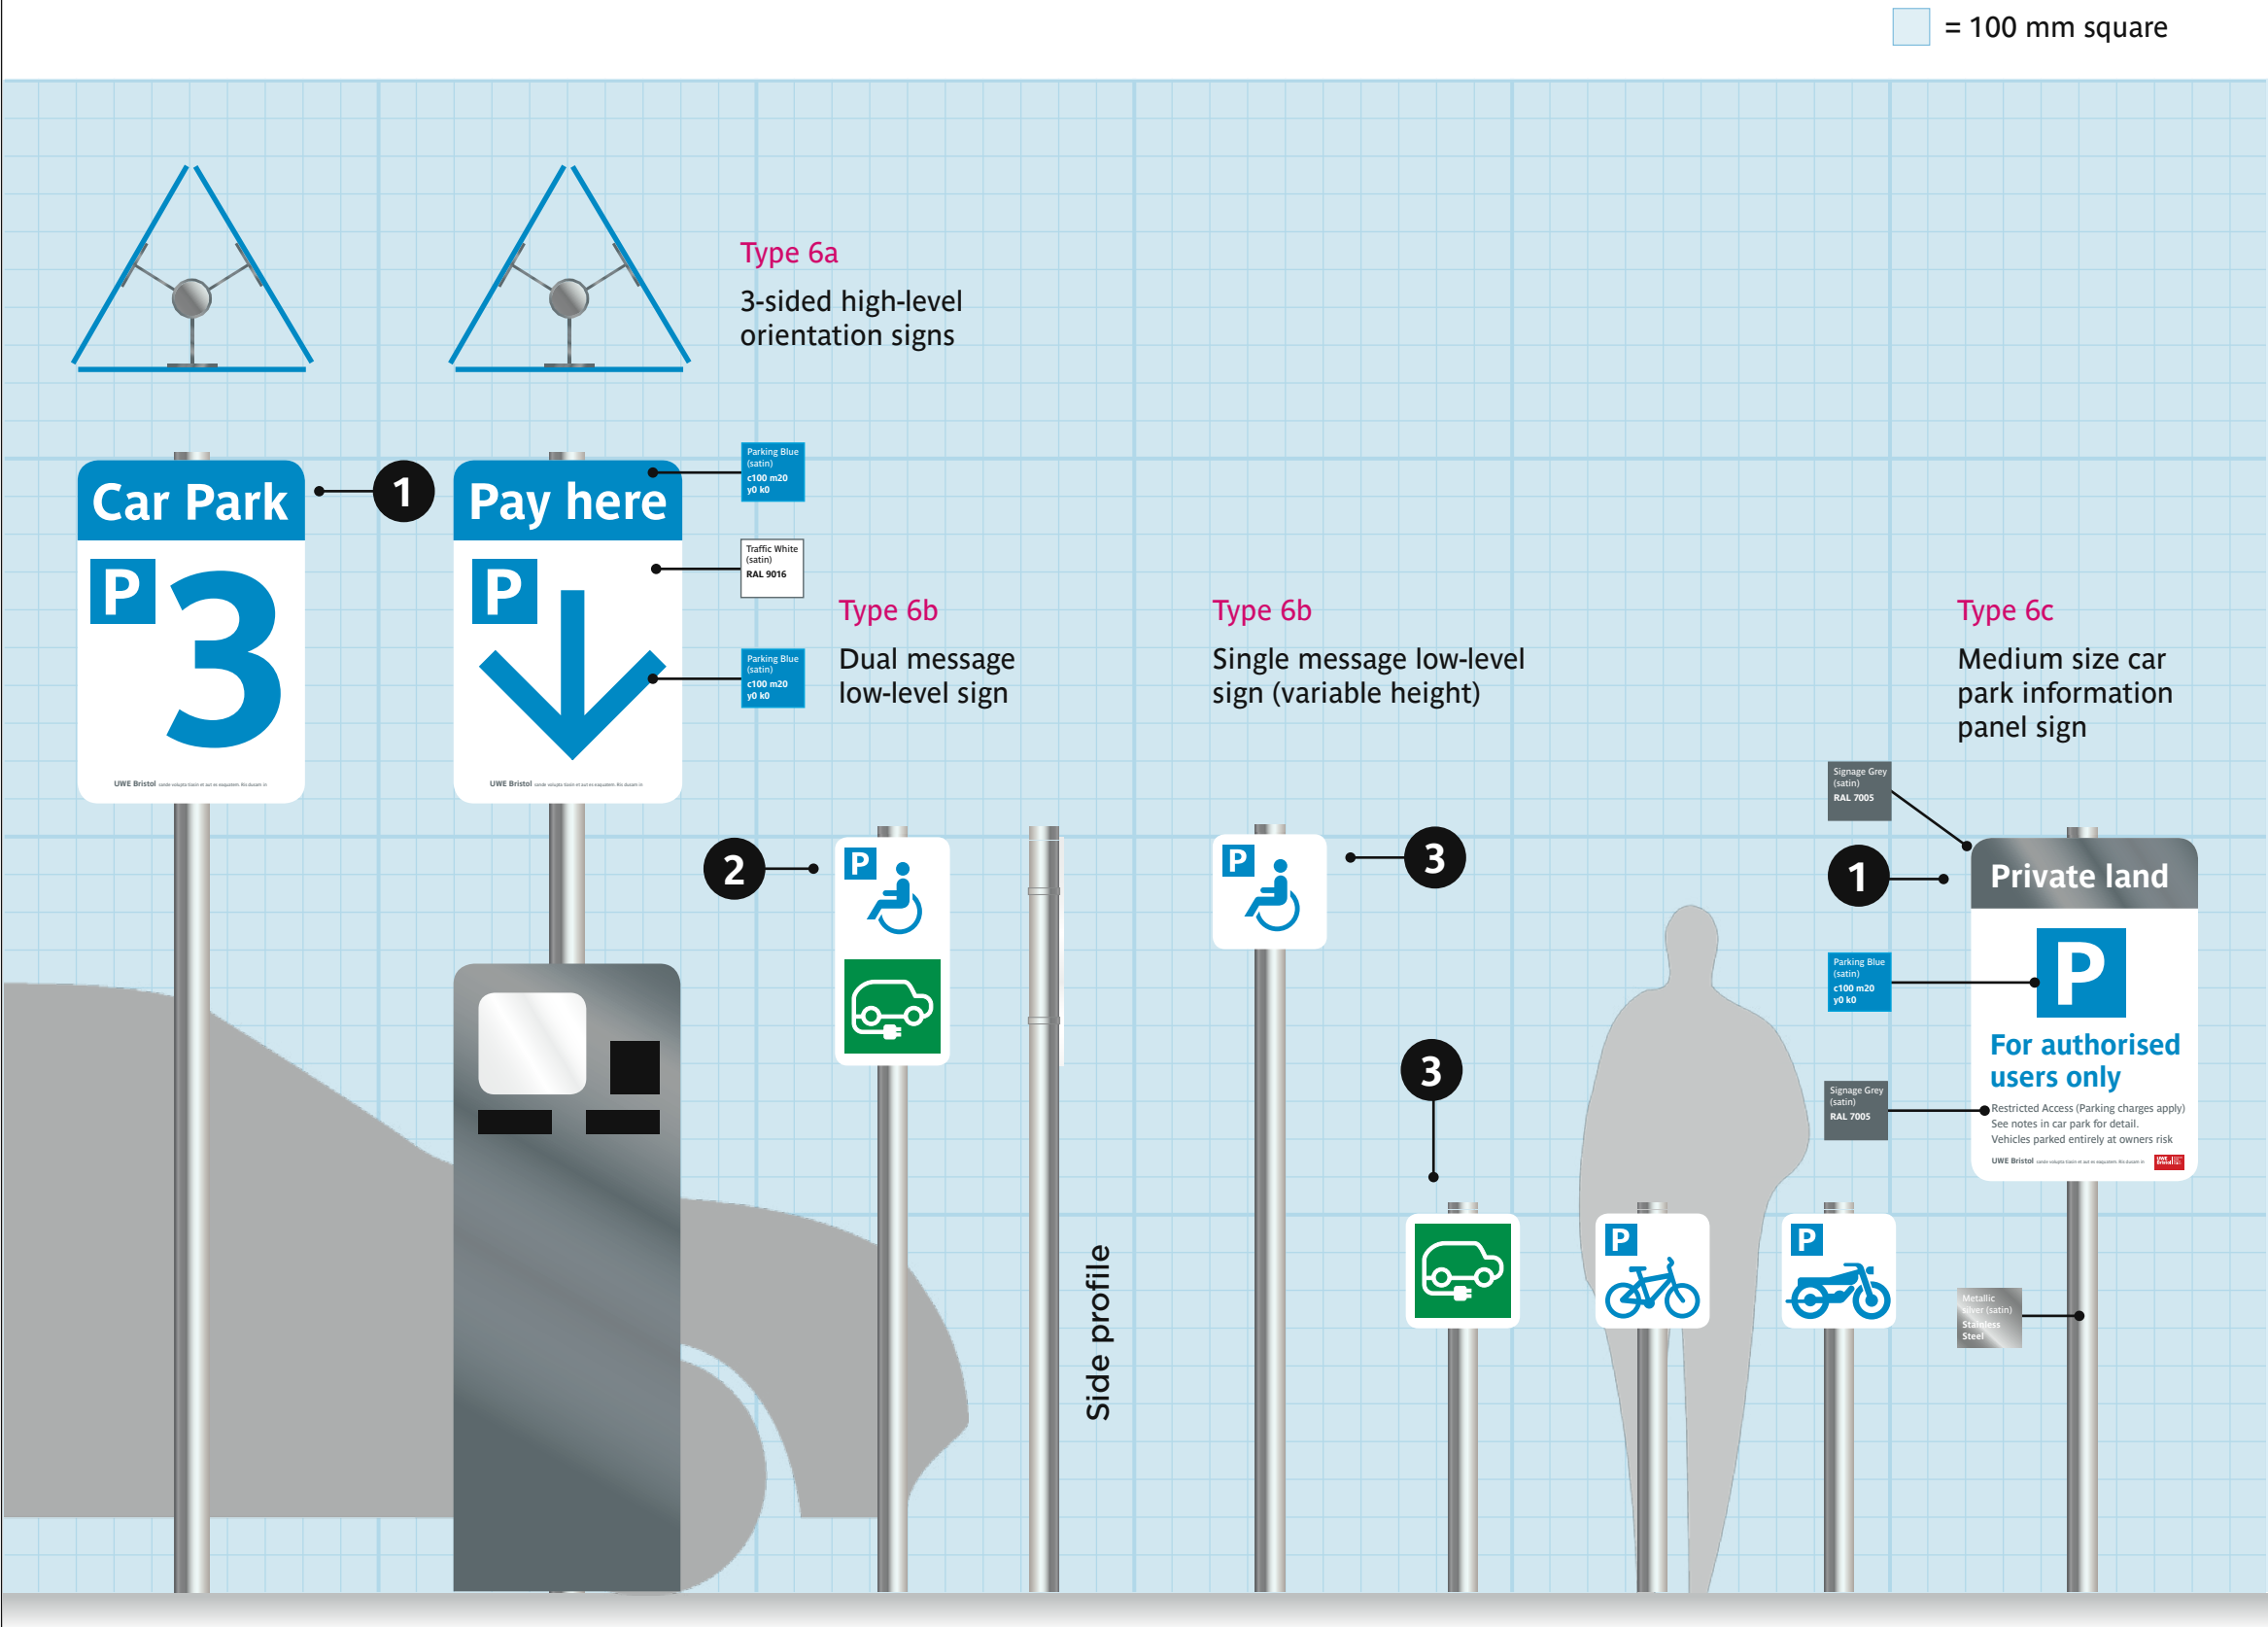 = 100 mm square
Type 6a
3-sided high-level
orientation signs
Car Park
1
P
3
UWE Bristol
Pay here
P
UWE Bristol
Parking Blue
(satin)
c100 m20
y0 k0
Traffic White
(satin)
RAL 9016
Parking Blue
(satin)
c100 m20
y0 k0
Type 6b
Dual message
low-level sign
2
P
Side profile
Type 6b
Single message low-level
sign (variable height)
P
3
3
P
P
Type 6c
Medium size car
park information
panel sign
Signage Grey
(satin)
RAL 7005
1
Private land
P
Parking Blue
(satin)
c100 m20
y0 k0
For authorised
users only
Signage Grey
(satin)
RAL 7005
Restricted Access (Parking charges apply)
See notes in car park for detail.
Vehicles parked entirely at owners risk
UWE Bristol
UWE
Bristol
Metallic
silver (satin)
Stainless
Steel